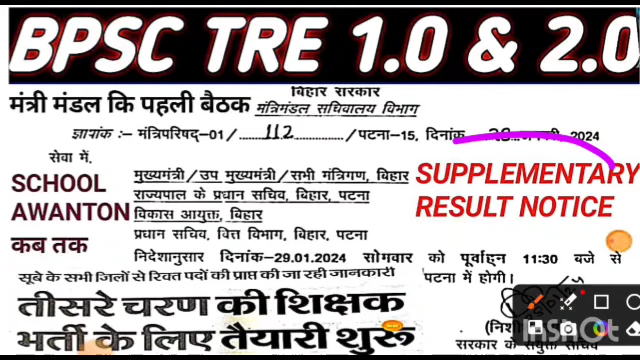 BPSC TRE 1.0 & 2.0
बिहार सरकार
मंत्री मंडल कि पहली बैठक मंत्रिमंडल सचिवालय विभाग
ज्ञापांक :- मंत्रिपरिषद-01/ 112 /पटना-15, दिनांक 2024
सेवा में,
SCHOOL AWANTON कब तक
मुख्यमंत्री/उप मुख्यमंत्री/सभी मंत्रिगण, बिहार
राज्यपाल के प्रधान सचिव, बिहार, पटना
विकास आयुक्त, बिहार
प्रधान सचिव, वित्त विभाग, बिहार, पटना
SUPPLEMENTARY
RESULT NOTICE
निदेशानुसार दिनांक-29.01.2024 सोमवार को पूर्वाह्न 11:30 बजे से
पटना में होगी।
सूबे के सभी जिलों से रिक्त पदों की प्राप्त की जा रही जानकारी
तीसरे चरण की शिक्षक
भर्ती के लिए तैयारी शुरू
सरकार के संयुक्त सचिव
InShOt